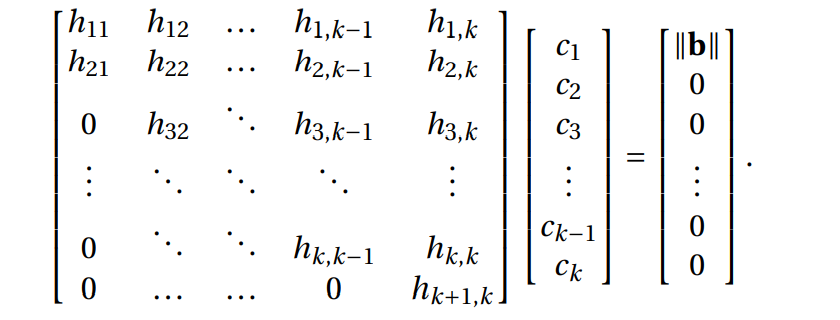 h₁₁ h₁₂ … h₁,ₖ₋₁ h₁,ₖ
h₂₁ h₂₂ … h₂,ₖ₋₁ h₂,ₖ
0 h₃₂ ⋱ h₃,ₖ₋₁ h₃,ₖ
⋮ ⋱ ⋱ ⋱ ⋮
0 ⋱ ⋱ hₖ,ₖ₋₁ hₖ,ₖ
0 … … 0 hₖ₊₁,ₖ
c₁
c₂
c₃
⋮
cₖ₋₁
cₖ
=
‖b‖
0
0
⋮
0
0
.